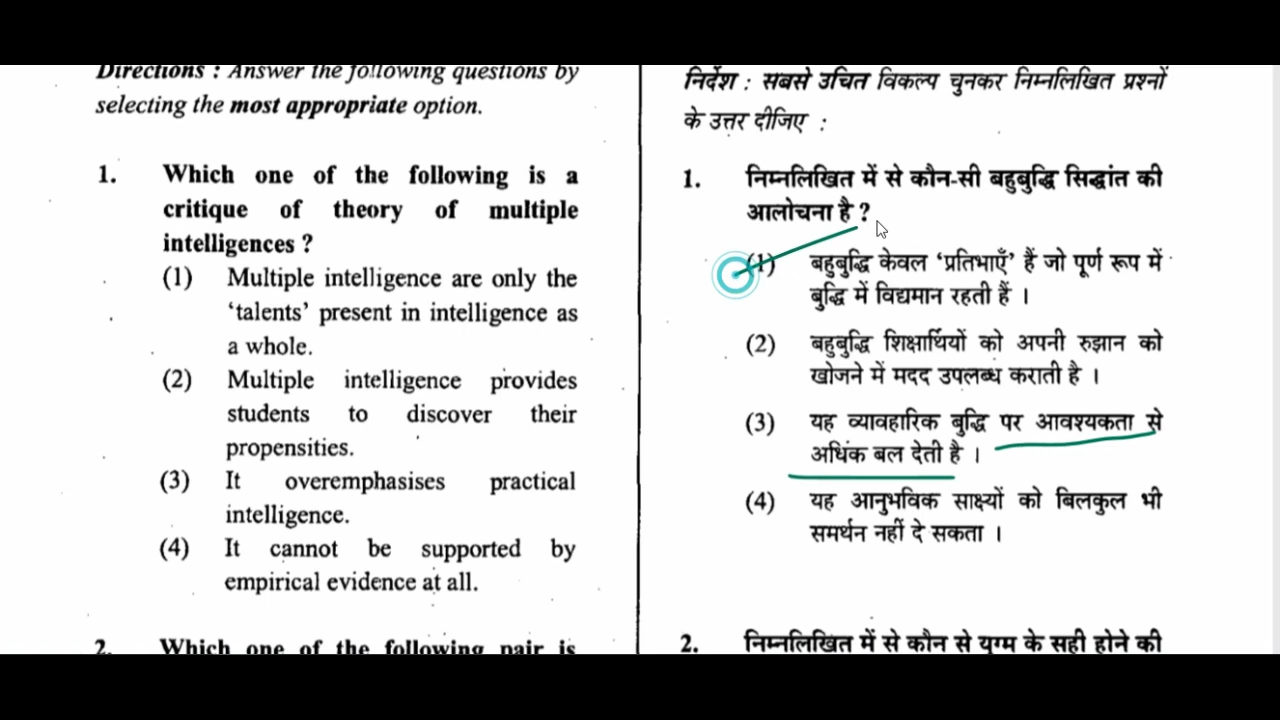 Directions : Answer the following questions by
selecting the most appropriate option.
1. Which one of the following is a
critique of theory of multiple
intelligences ?
(1) Multiple intelligence are only the
‘talents’ present in intelligence as
a whole.
(2) Multiple intelligence provides
students to discover their
propensities.
(3) It overemphasises practical
intelligence.
(4) It cannot be supported by
empirical evidence at all.
2. Which one of the following pair is
निर्देश : सबसे उचित विकल्प चुनकर निम्नलिखित प्रश्नों
के उत्तर दीजिए :
1. निम्नलिखित में से कौन-सी बहुबुद्धि सिद्धांत की
आलोचना है ?
(1) बहुबुद्धि केवल ‘प्रतिभाएँ’ हैं जो पूर्ण रूप में
बुद्धि में विद्यमान रहती हैं ।
(2) बहुबुद्धि शिक्षार्थियों को अपनी रुझान को
खोजने में मदद उपलब्ध कराती है ।
(3) यह व्यावहारिक बुद्धि पर आवश्यकता से
अधिक बल देती है ।
(4) यह आनुभविक साक्ष्यों को बिलकुल भी
समर्थन नहीं दे सकता ।
2. निम्नलिखित में से कौन से युग्म के सही होने की